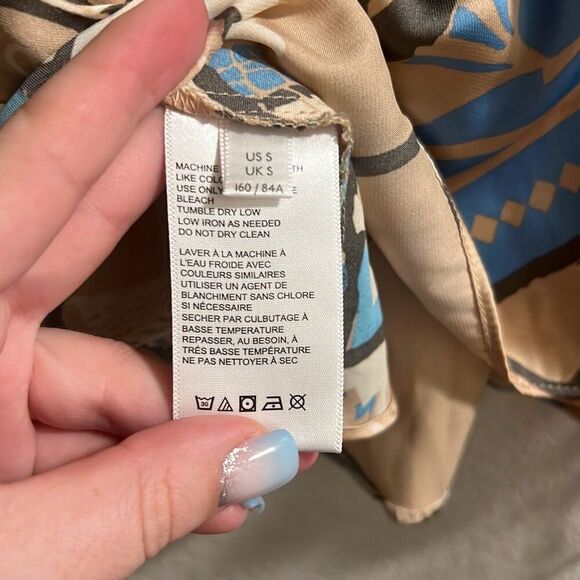 US S
UK S
160 / 84A
MACHINE
LIKE
USE ONLY
BLEACH
TUMBLE DRY LOW
LOW IRON AS NEEDED
DO NOT DRY CLEAN
LAVER À LA MACHINE À
L'EAU FROIDE AVEC
COULEURS SIMILAIRES
UTILISER UN AGENT DE
BLANCHIMENT SANS CHLORE
SI NÉCESSAIRE
SECHER PAR CULBUTAGE À
BASSE TEMPERATURE
REPASSER, AU BESOIN, À
TRÈS BASSE TEMPÉRATURE
NE PAS NETTOYER À SEC
30